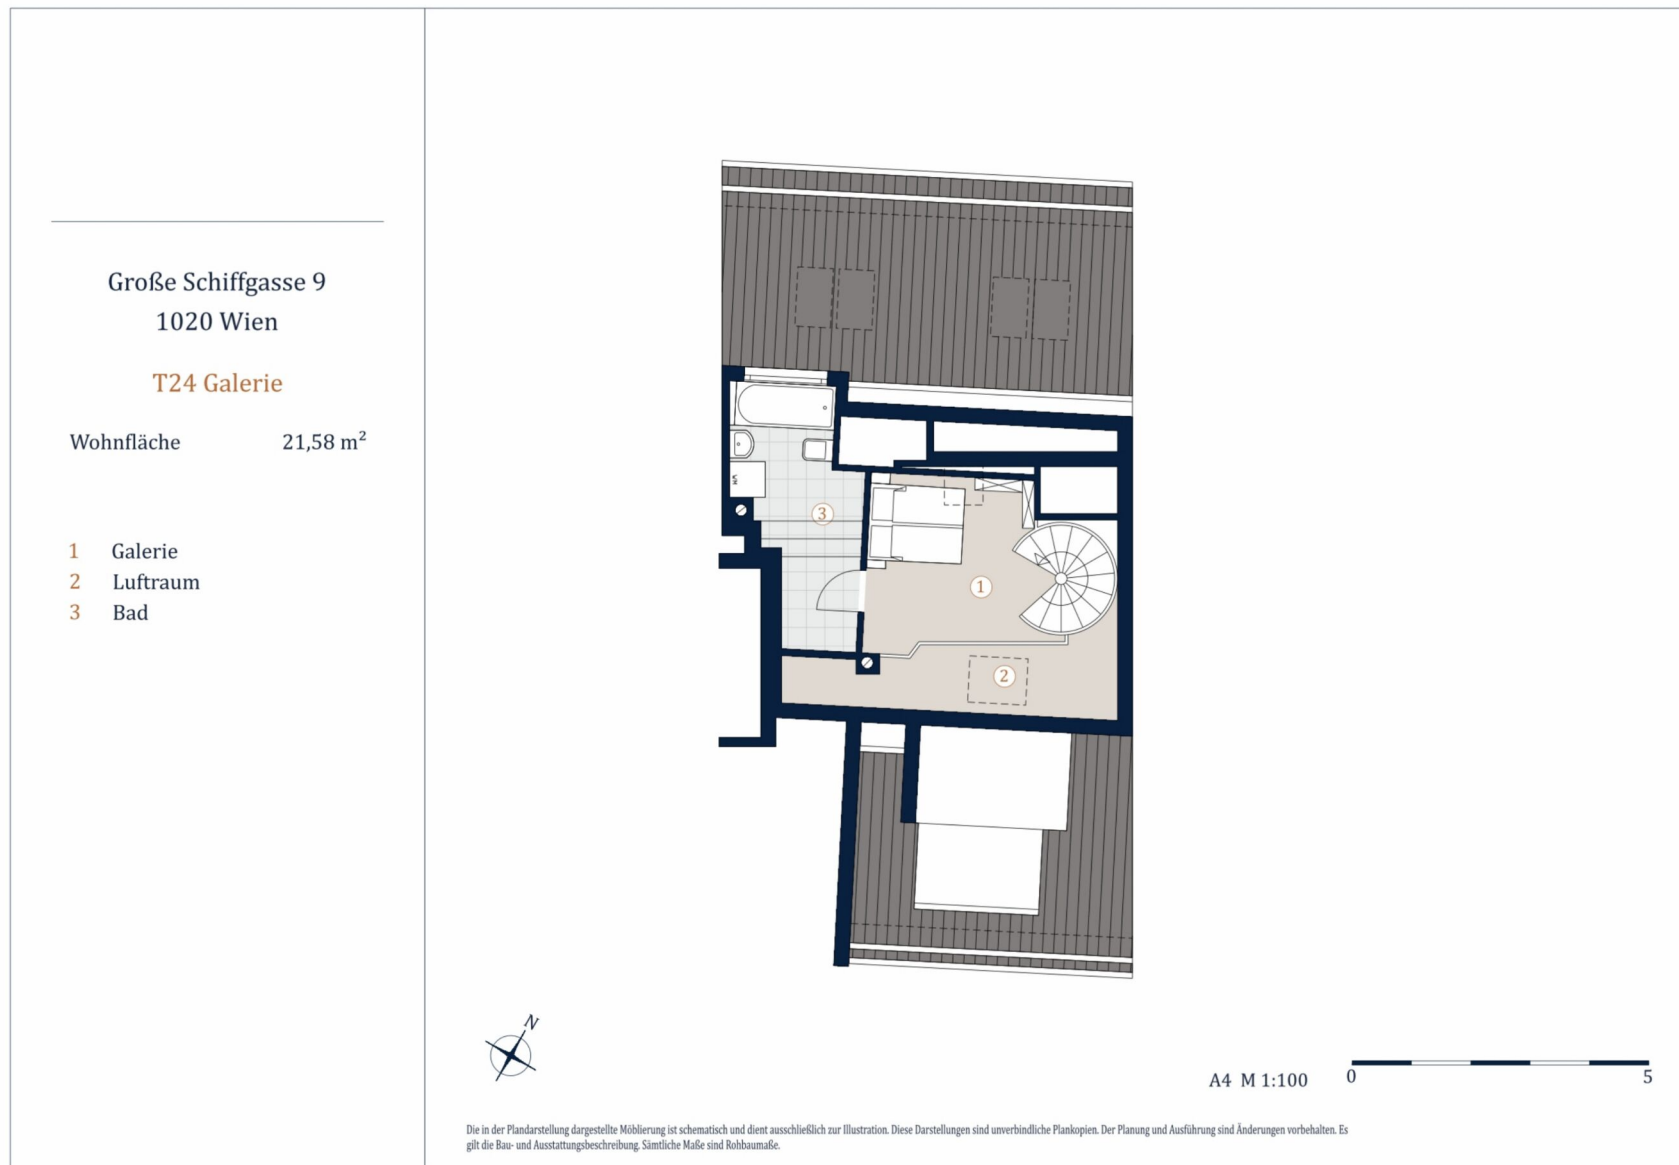 Große Schiffgasse 9
1020 Wien
T24 Galerie
Wohnfläche 21,58 m²
1 Galerie
2 Luftraum
3 Bad
WM
3
1
2
N
A4 M 1:100
0 5
Die in der Plandarstellung dargestellte Möblierung ist schematisch und dient ausschließlich zur Illustration. Diese Darstellungen sind unverbindliche Plankopien. Der Planung und Ausführung sind Änderungen vorbehalten. Es
gilt die Bau- und Ausstattungsbeschreibung. Sämtliche Maße sind Rohbaumaße.